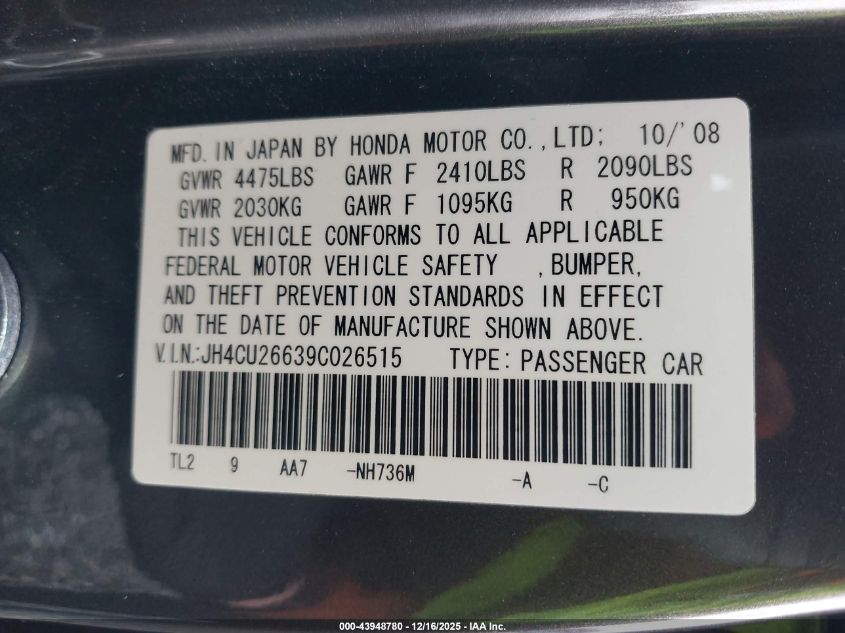 MFD. IN JAPAN BY HONDA MOTOR CO., LTD; 10/'08
GVWR 4475LBS GAWR F 2410LBS R 2090LBS
GVWR 2030KG GAWR F 1095KG R 950KG
THIS VEHICLE CONFORMS TO ALL APPLICABLE
FEDERAL MOTOR VEHICLE SAFETY , BUMPER,
AND THEFT PREVENTION STANDARDS IN EFFECT
ON THE DATE OF MANUFACTURE SHOWN ABOVE.
V.I.N.:JH4CU26639C026515 TYPE: PASSENGER CAR
TL2 9 AA7 -NH736M -A -C
000-43948780 - 12/16/2025 - IAA Inc.